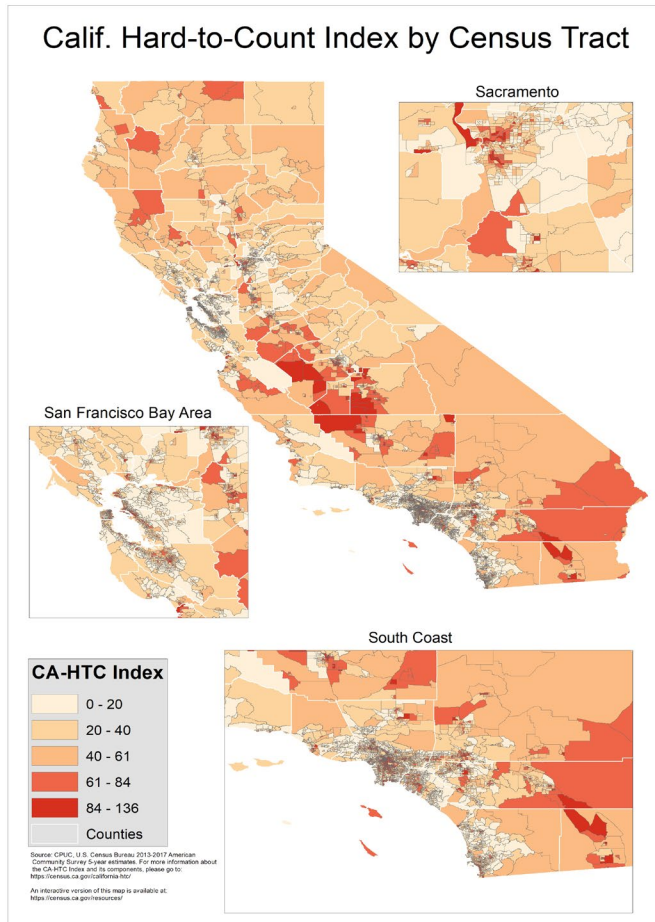 Calif. Hard-to-Count Index by Census Tract
Sacramento
San Francisco Bay Area
South Coast
CA-HTC Index
0 - 20
20 - 40
40 - 61
61 - 84
84 - 136
Counties
Source: CPUC, U.S. Census Bureau 2013-2017 American
Community Survey 5-year estimates. For more information about
the CA-HTC Index and its components, please go to:
https://census.ca.gov/california-htc/
An interactive version of this map is available at:
https://census.ca.gov/resources/